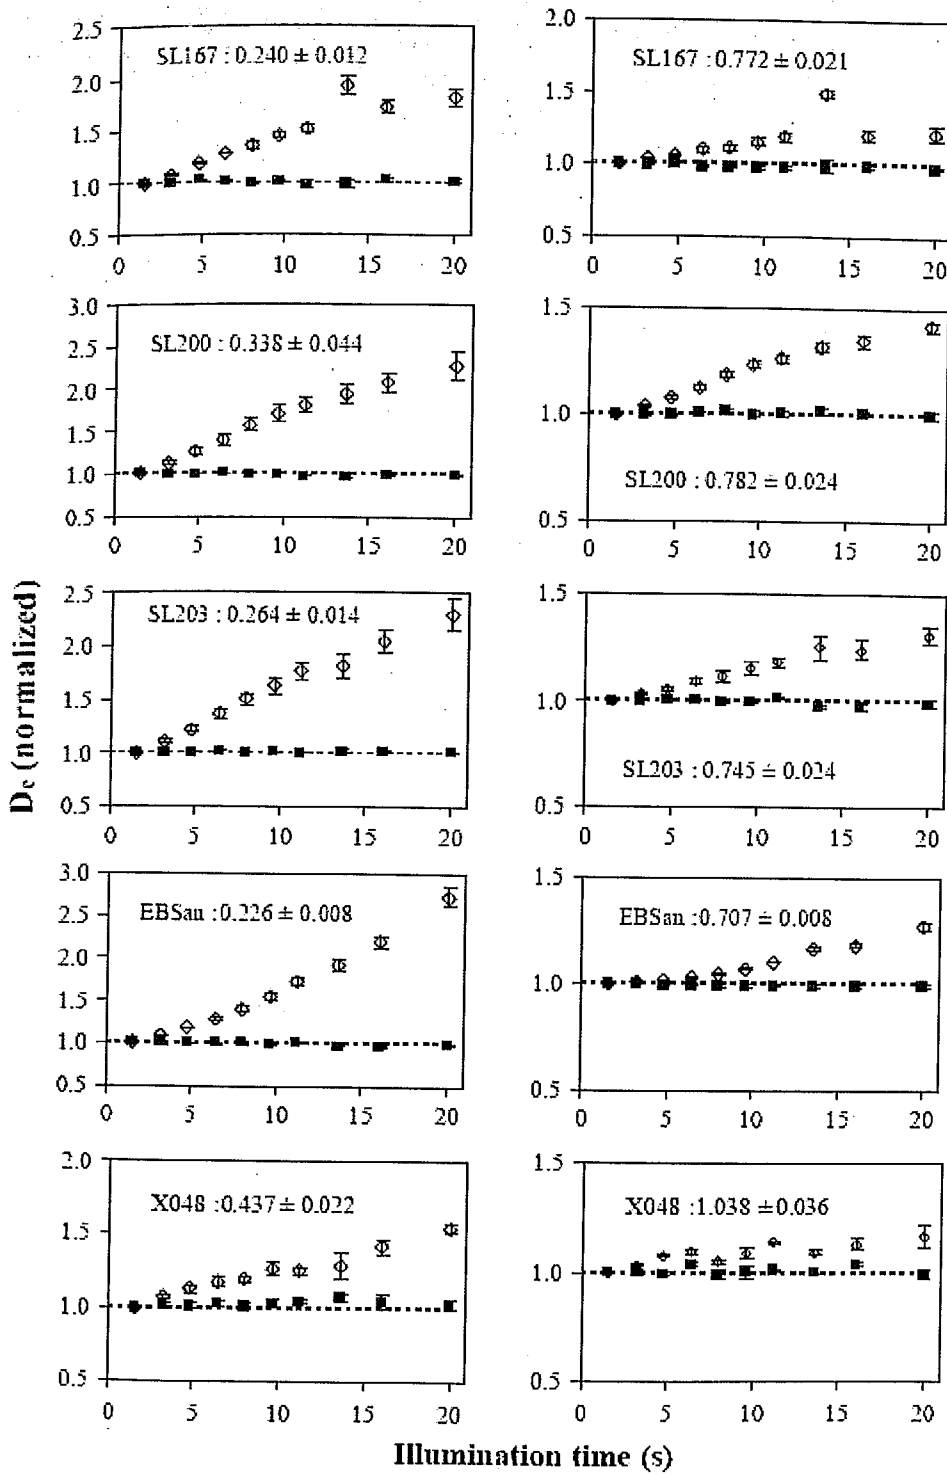 SL167 : 0.240 ± 0.012
2.5
2.0
1.5
1.0
0.5
0 5 10 15 20
SL167 : 0.772 ± 0.021
2.0
1.5
1.0
0.5
0 5 10 15 20
SL200 : 0.338 ± 0.044
3.0
2.5
2.0
1.5
1.0
0.5
0 5 10 15 20
1.5
1.0
SL200 : 0.782 ± 0.024
0.5
0 5 10 15 20
De (normalized)
SL203 : 0.264 ± 0.014
2.5
2.0
1.5
1.0
0.5
0 5 10 15 20
1.5
1.0
SL203 : 0.745 ± 0.024
0.5
0 5 10 15 20
EBSan : 0.226 ± 0.008
3.0
2.5
2.0
1.5
1.0
0.5
0 5 10 15 20
EBSan : 0.707 ± 0.008
1.5
1.0
0.5
0 5 10 15 20
X048 : 0.437 ± 0.022
2.0
1.5
1.0
0.5
0 5 10 15 20
X048 : 1.038 ± 0.036
1.5
1.0
0.5
0 5 10 15 20
Illumination time (s)